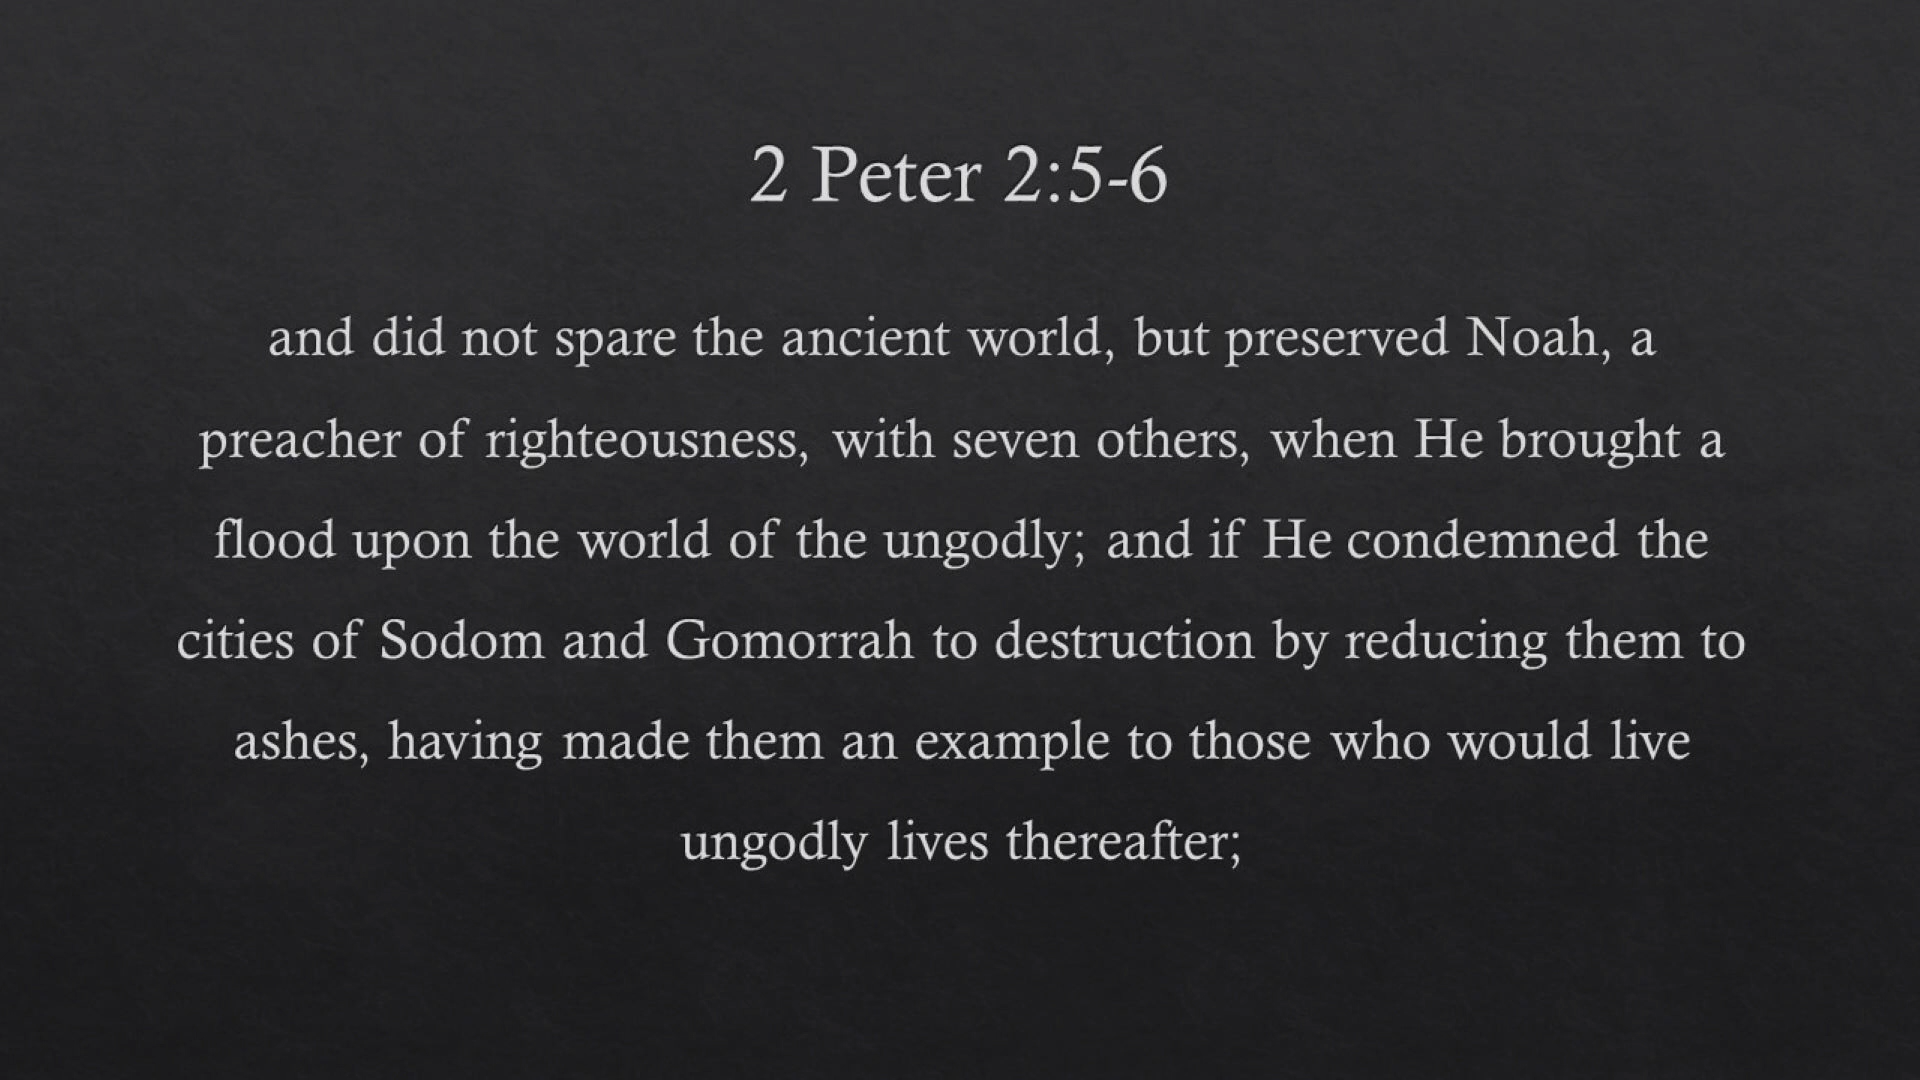 2 Peter 2:5-6
and did not spare the ancient world, but preserved Noah, a
preacher of righteousness, with seven others, when He brought a
flood upon the world of the ungodly; and if He condemned the
cities of Sodom and Gomorrah to destruction by reducing them to
ashes, having made them an example to those who would live
ungodly lives thereafter;